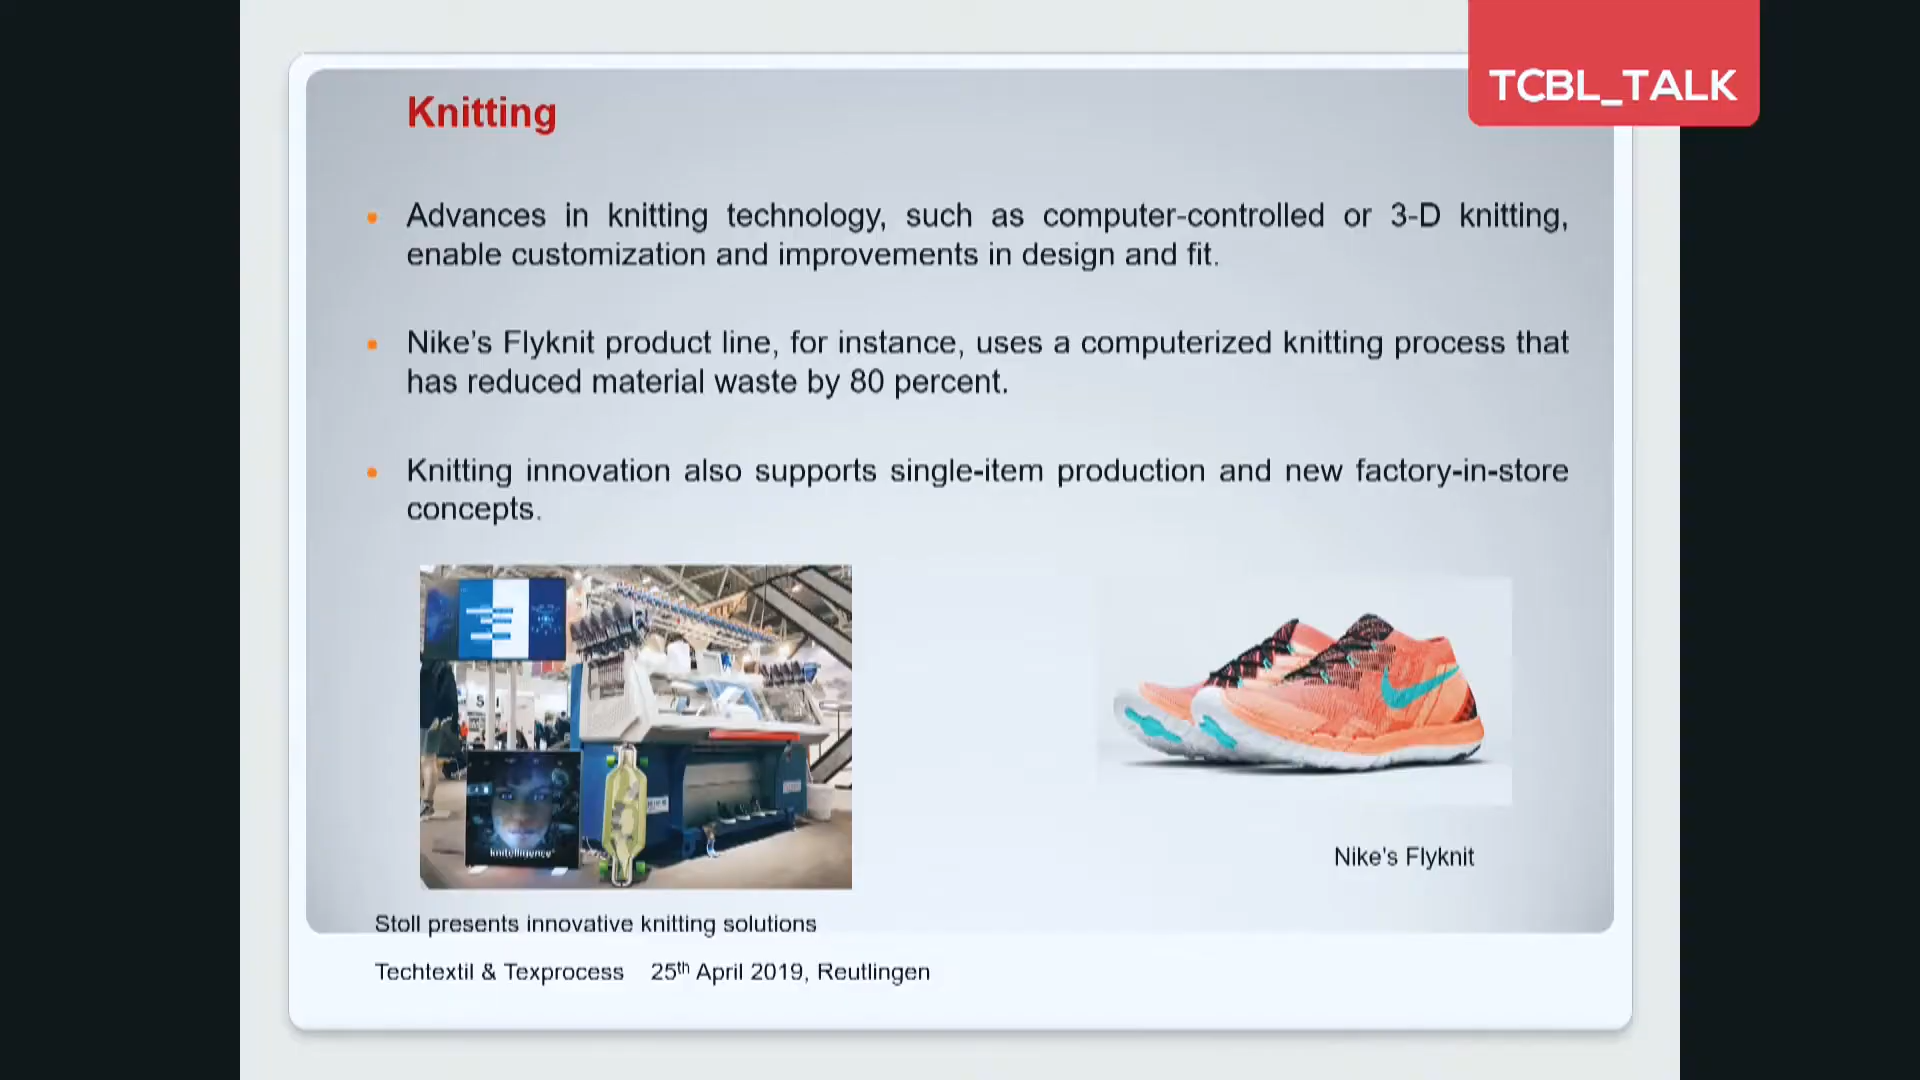 TCBL_TALK
Knitting
Advances in knitting technology, such as computer-controlled or 3-D knitting,
enable customization and improvements in design and fit.
Nike's Flyknit product line, for instance, uses a computerized knitting process that
has reduced material waste by 80 percent.
Knitting innovation also supports single-item production and new factory-in-store
concepts.
knitelligence
Nike's Flyknit
Stoll presents innovative knitting solutions
Techtextil & Texprocess 25th April 2019, Reutlingen